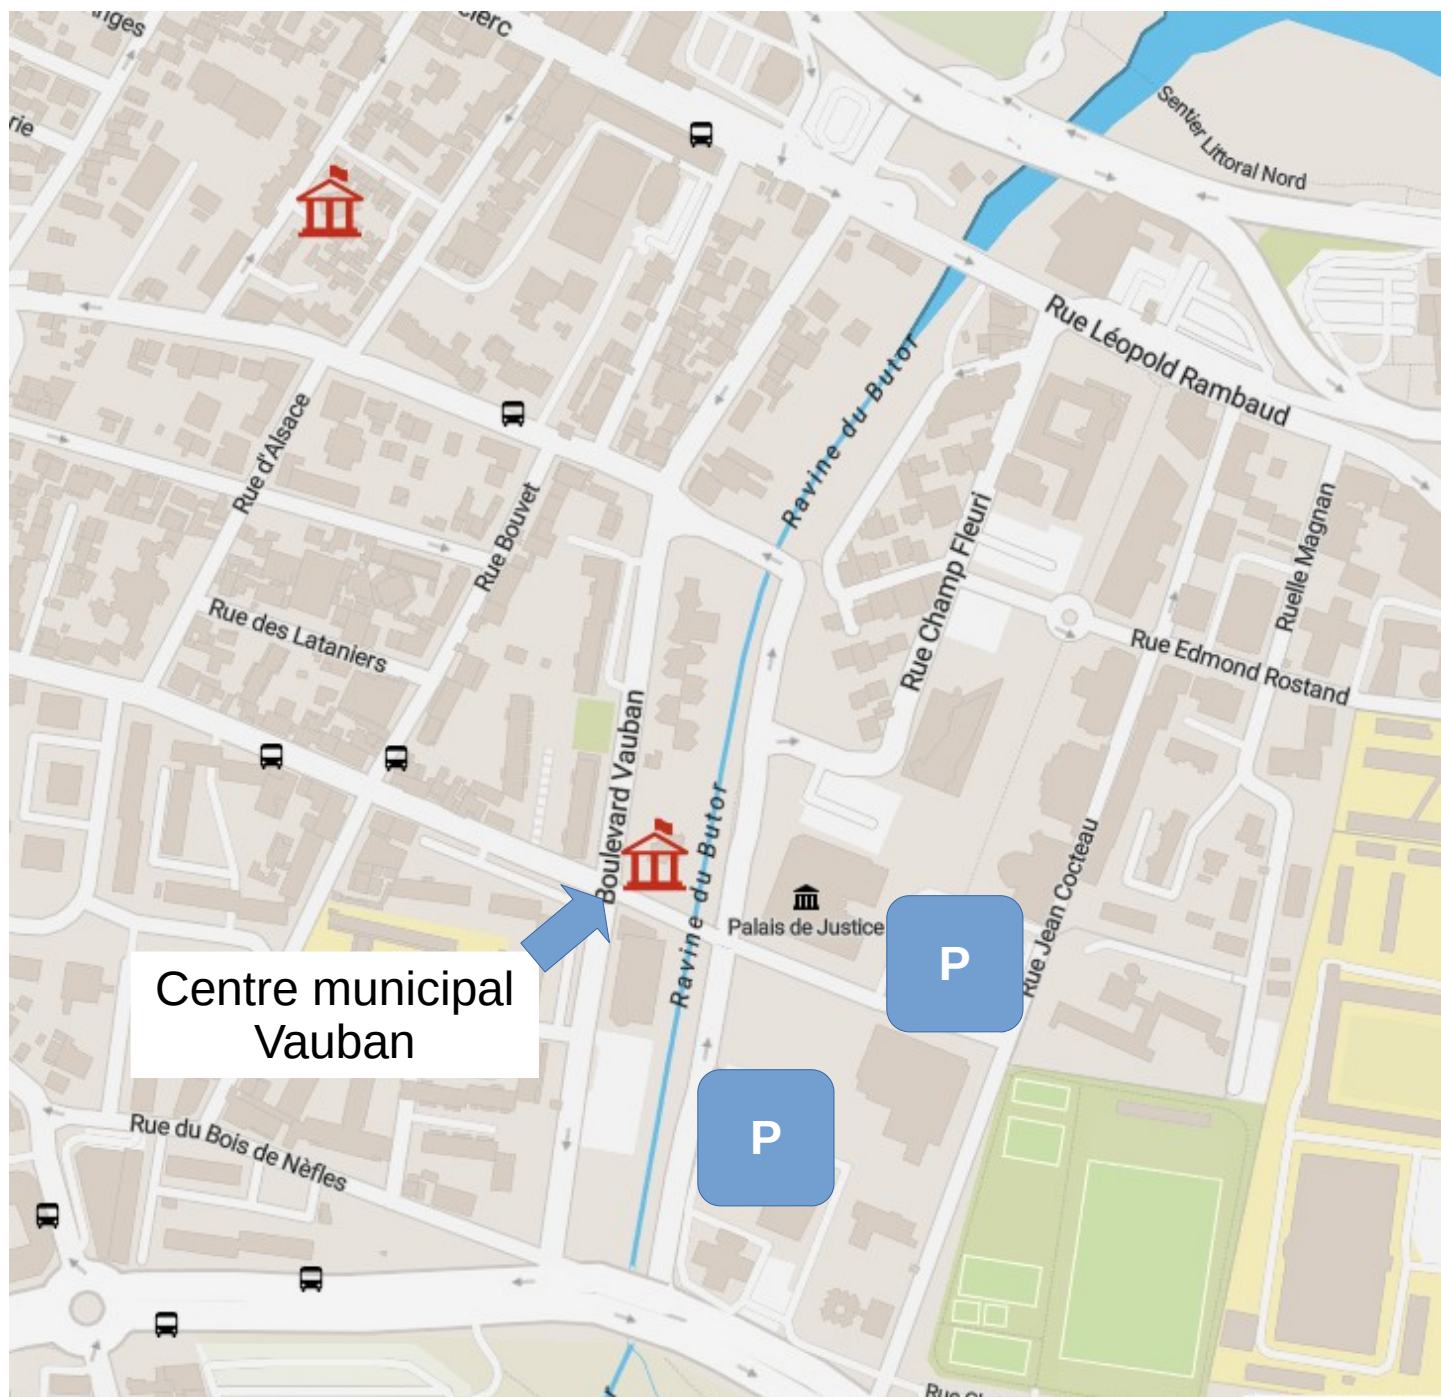 Sentier Littoral Nord
Rue Léopold Rambaud
Ravine du Butor
Rue d'Alsace
Rue Bouvet
Rue Champ Fleuri
Ruelle Magnan
Rue des Lataniers
Rue Edmond Rostand
Boulevard Vauban
Ravine du Butor
Rue Jean Cocteau
Palais de Justice
P
Centre municipal
Vauban
P
Rue du Bois de Nèfles